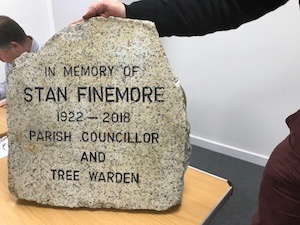 IN MEMORY OF
STAN FINEMORE
1922 — 2018
PARISH COUNCILLOR
AND
TREE WARDEN